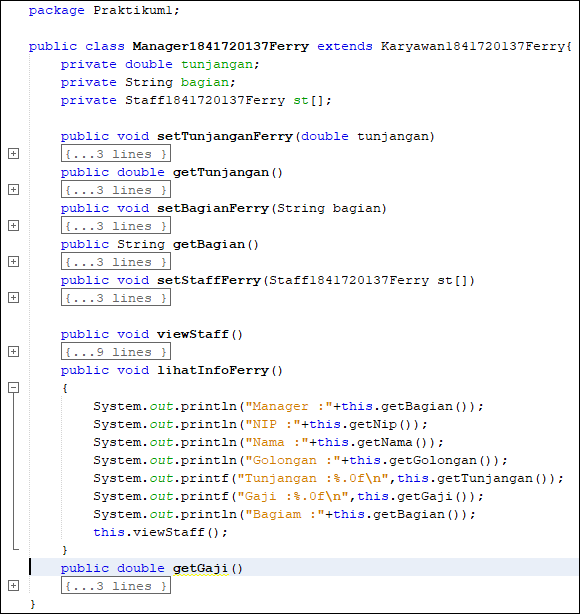 package Praktikum1;
public class Manager1841720137Ferry extends Karyawan1841720137Ferry{
private double tunjangan;
private String bagian;
private Staff1841720137Ferry st[];
public void setTunjanganFerry(double tunjangan)
{...3 lines }
public double getTunjangan()
{...3 lines }
public void setBagianFerry(String bagian)
{...3 lines }
public String getBagian()
{...3 lines }
public void setStaffFerry(Staff1841720137Ferry st[])
{...3 lines }
public void viewStaff()
{...9 lines }
public void lihatInfoFerry()
{
System.out.println("Manager :"+this.getBagian());
System.out.println("NIP :"+this.getNip());
System.out.println("Nama :"+this.getNama());
System.out.println("Golongan :"+this.getGolongan());
System.out.printf("Tunjangan :%.0f\n",this.getTunjangan());
System.out.printf("Gaji :%.0f\n",this.getGaji());
System.out.println("Bagiam :"+this.getBagian());
this.viewStaff();
}
public double getGaji()
{...3 lines }
}